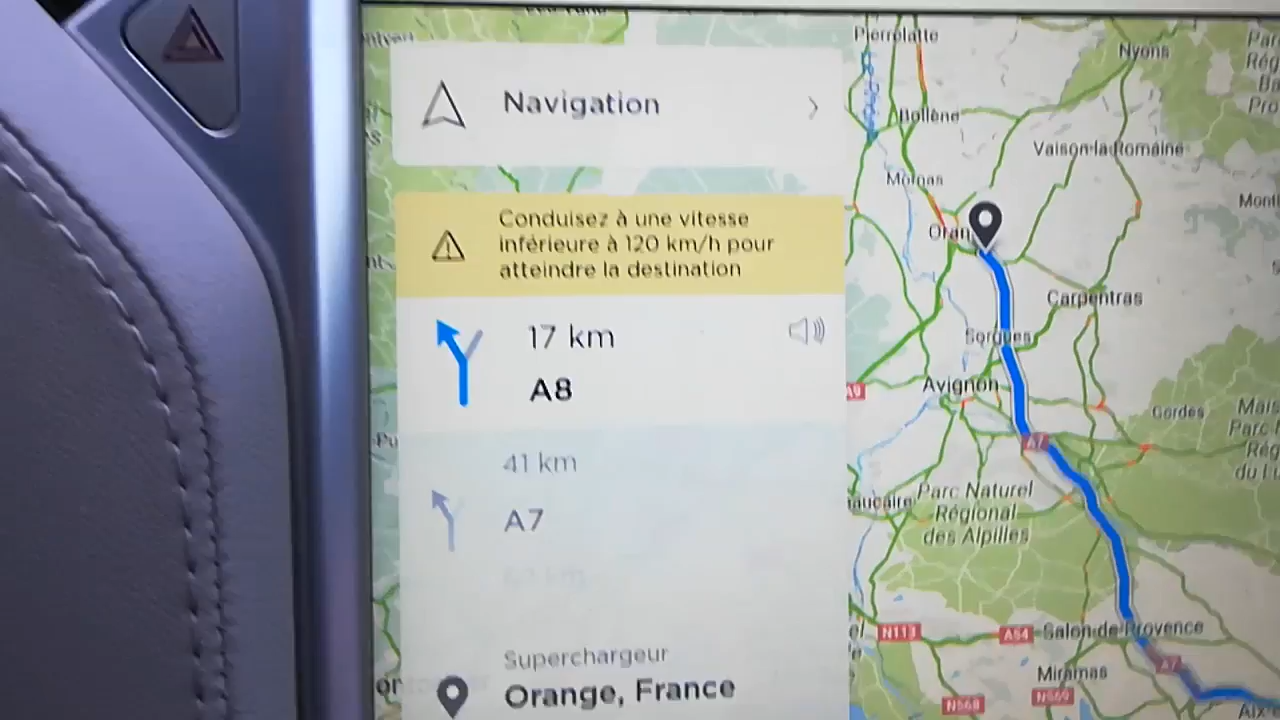 Navigation
Conduisez à une vitesse
inférieure à 120 km/h pour
atteindre la destination
17 km
A8
41 km
A7
Superchargeur
Orange, France
Pierrelatte
Nyons
Bollène
Vaison-la-Romaine
Mornas
Oran
Carpentras
Sorgues
Avignon
A9
Gordes
A7
Parc Naturel
Régional
des Alpilles
N113
A54
Salon-de-Provence
Miramas
A7
N569
N568
Aix